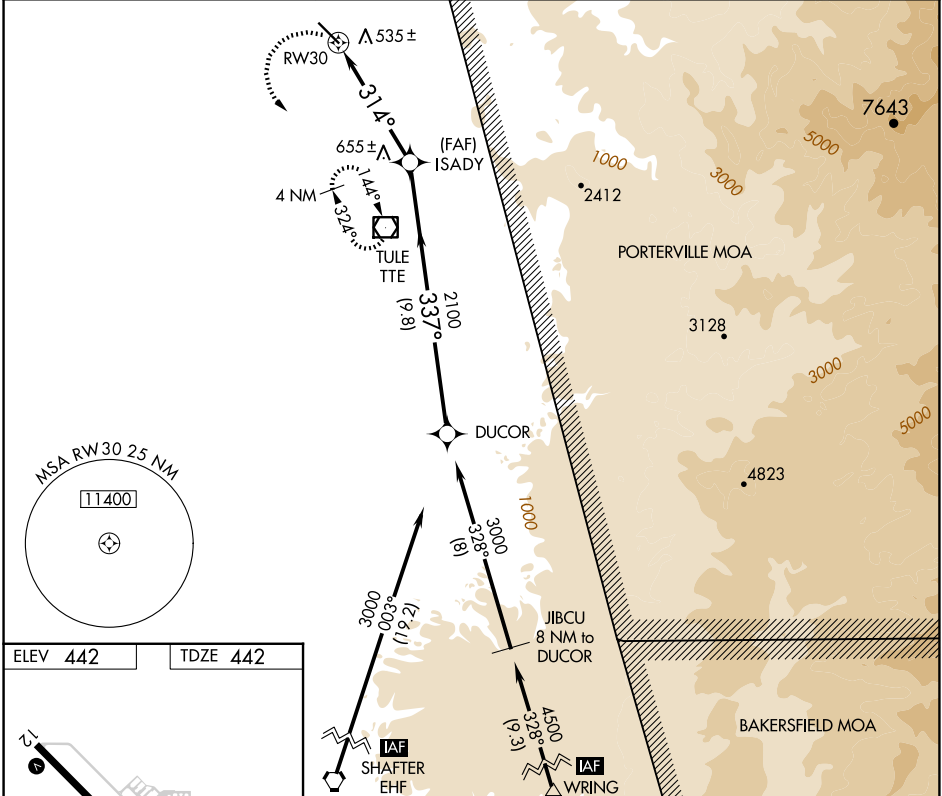 535±
RW30
314°
7643
5000
655±
(FAF)
ISADY
1000
3000
4 NM
144°
324°
2412
TULE
TTE
PORTERVILLE MOA
2100
337°
(9.8)
3128
3000
5000
DUCOR
MSA RW30 25 NM
11400
4823
1000
3000
328°
(8)
3000
003°
(19.2)
JIBCU
8 NM to
DUCOR
ELEV 442
TDZE 442
4500
328°
(9.3)
BAKERSFIELD MOA
12
V
IAF
SHAFTER
EHF
IAF
WRING